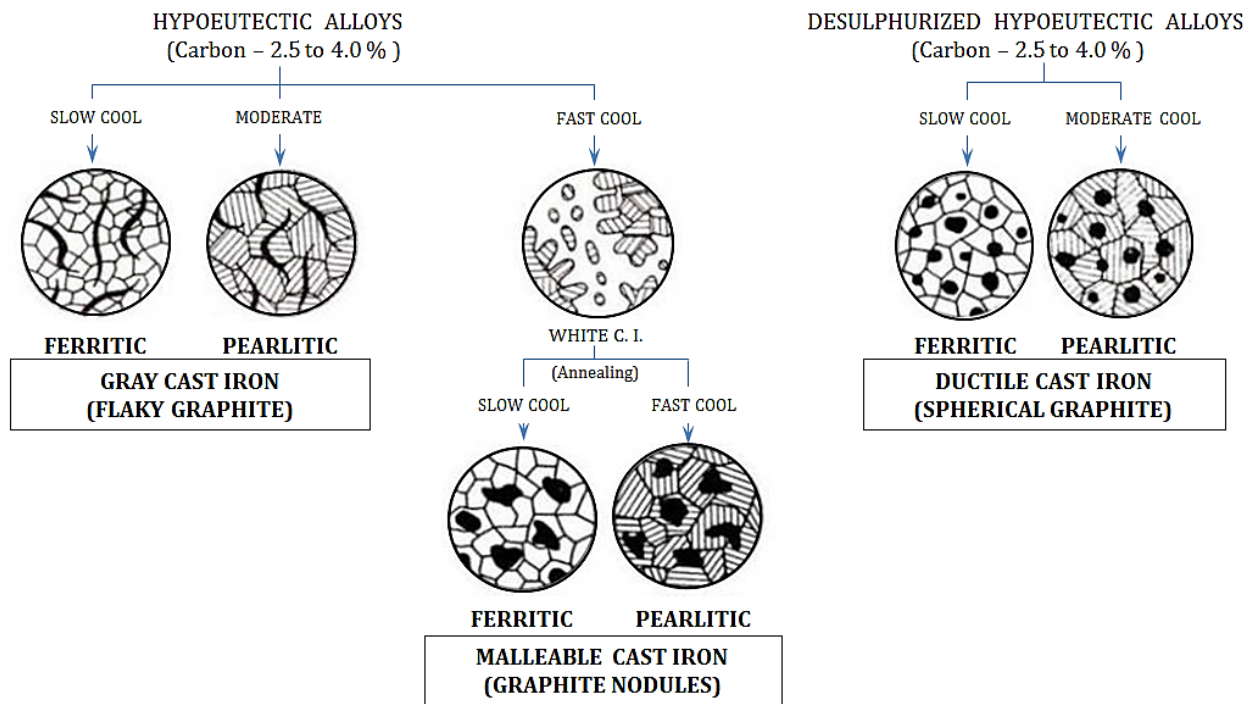 HYPOEUTECTIC ALLOYS
(Carbon – 2.5 to 4.0 % )
DESULPHURIZED HYPOEUTECTIC ALLOYS
(Carbon – 2.5 to 4.0 %)
SLOW COOL
MODERATE
FAST COOL
SLOW COOL
MODERATE COOL
FERRITIC
PEARLITIC
GRAY CAST IRON
(FLAKY GRAPHITE)
WHITE C. I.
(Annealing)
SLOW COOL
FAST COOL
FERRITIC
PEARLITIC
DUCTILE CAST IRON
(SPHERICAL GRAPHITE)
FERRITIC
PEARLITIC
MALLEABLE CAST IRON
(GRAPHITE NODULES)